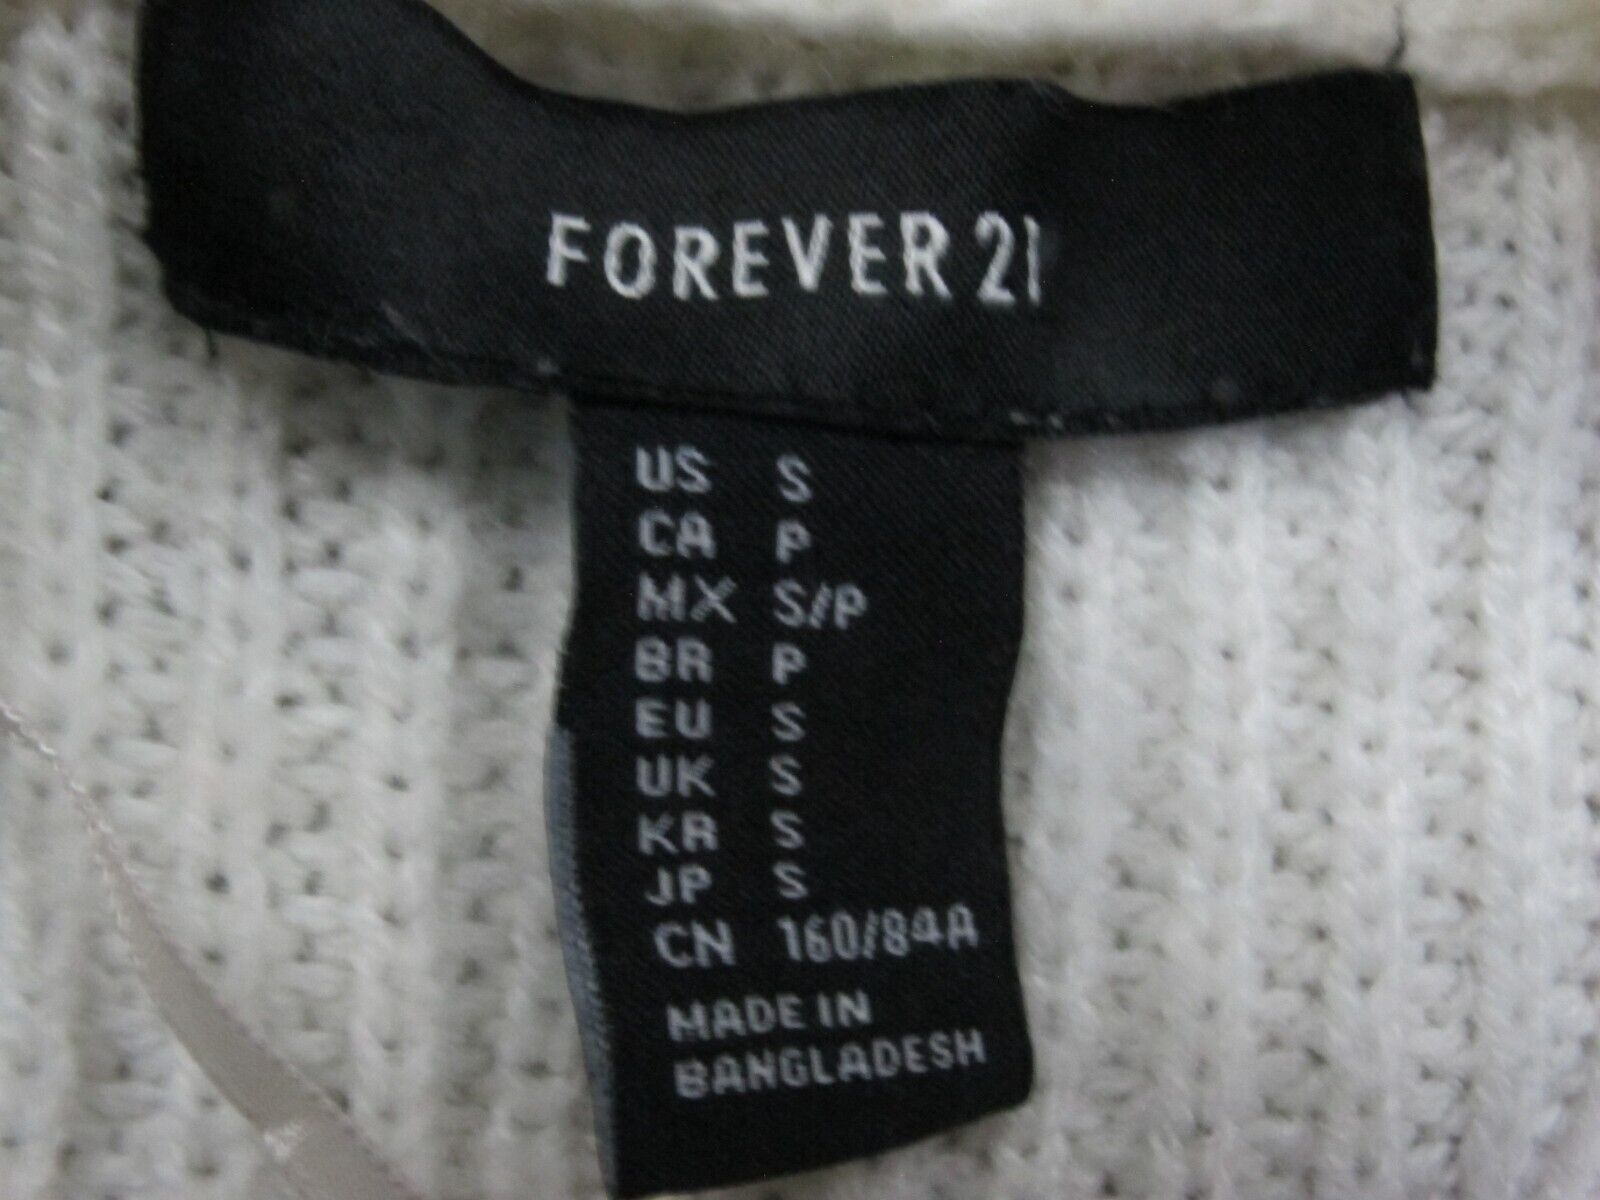 FOREVER 21
US S
CA P
MX S/P
BR P
EU S
UK S
KR S
JP S
CN 160/84A
MADE IN
BANGLADESH